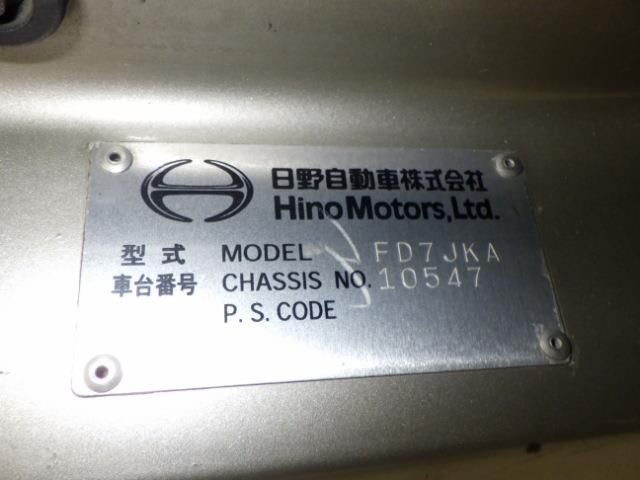 日野自動車株式会社
Hino Motors, Ltd.
型式 MODEL FD7JKA
車台番号 CHASSIS NO. 10547
P.S. CODE